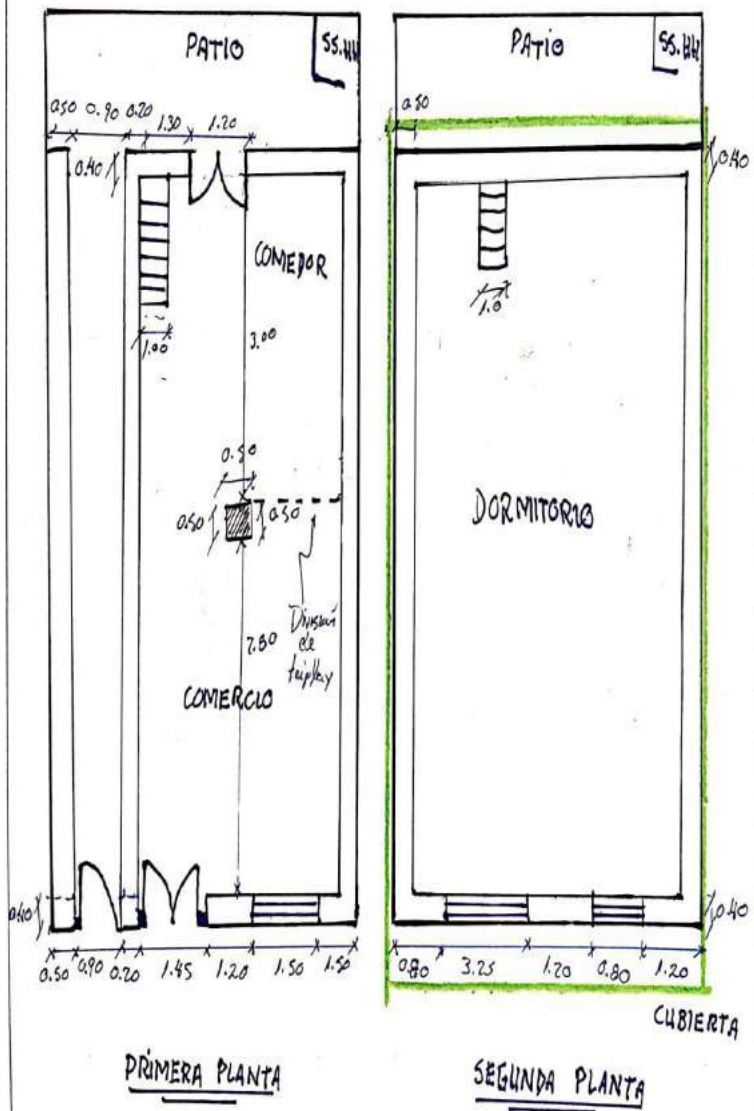 PATIO
SS.HH
0.50 0.90 0.20 1.30 1.20
0.40
COMEDOR
1.00
3.00
0.50
0.50
0.50
División
de
triplay
7.80
COMERCIO
0.40
0.50 0.90 0.20 1.45 1.20 1.50 1.50
PRIMERA PLANTA
PATIO
SS.HH
0.50
0.40
1.0
DORMITORIO
0.40
0.80 3.25 1.20 0.80 1.20
CUBIERTA
SEGUNDA PLANTA